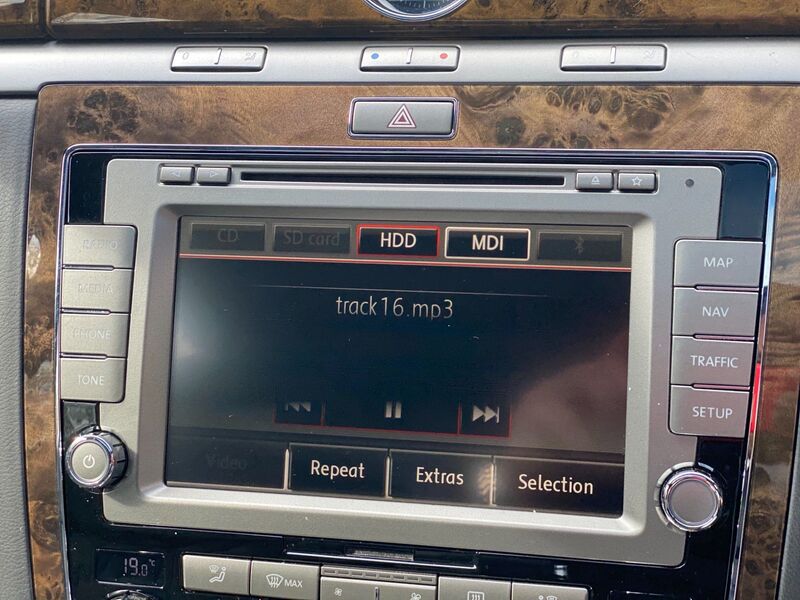 CD SD card HDD MDI
track16.mp3
Video Repeat Extras Selection
RADIO
MEDIA
PHONE
TONE
MAP
NAV
TRAFFIC
SETUP
19.0°C
MAX